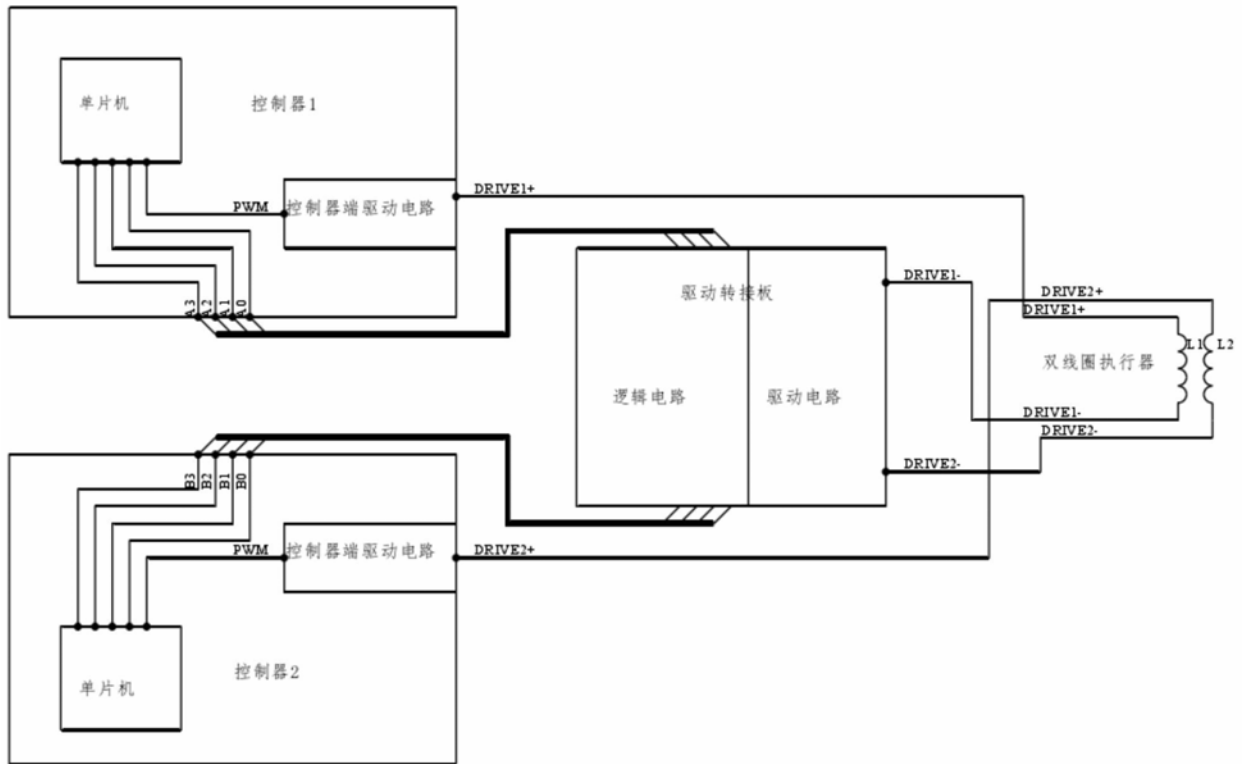 单片机
控制器1
PWM
控制器端驱动电路
DRIVE1+
A3
A2
A1
A0
驱动转接板
DRIVE1-
DRIVE2+
DRIVE1+
L1
L2
双线圈执行器
逻辑电路
驱动电路
DRIVE1-
DRIVE2-
DRIVE2-
B3
B2
B1
B0
PWM
控制器端驱动电路
DRIVE2+
控制器2
单片机